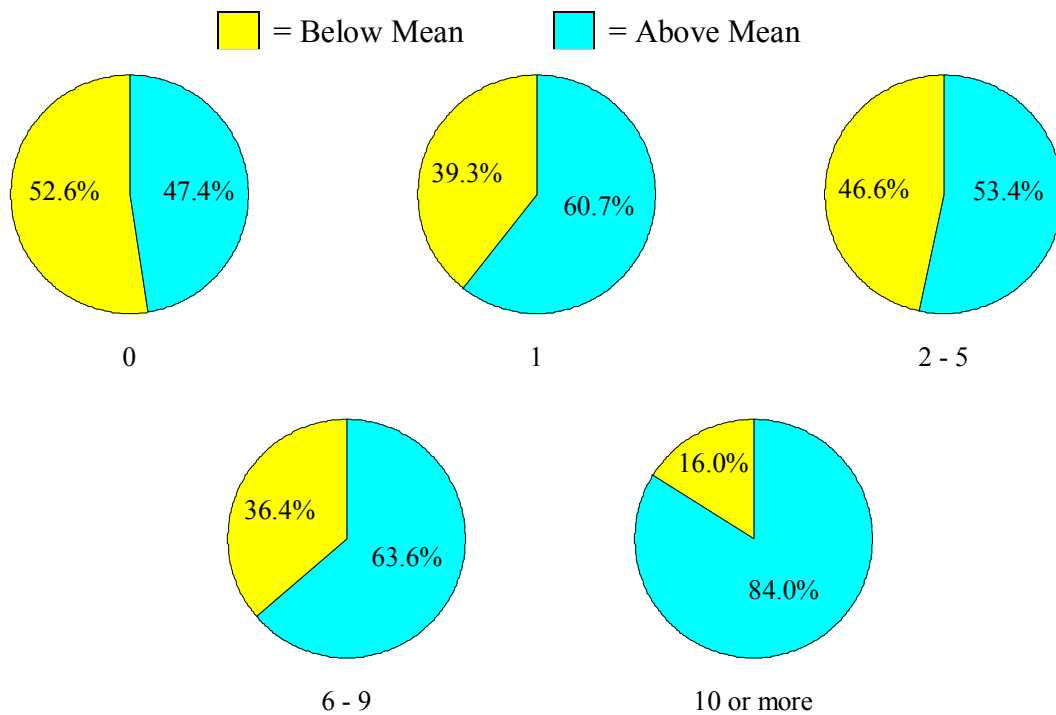 = Below Mean = Above Mean
52.6% 47.4%
39.3% 60.7%
46.6% 53.4%
0 1 2 - 5
36.4% 63.6%
16.0% 84.0%
6 - 9 10 or more